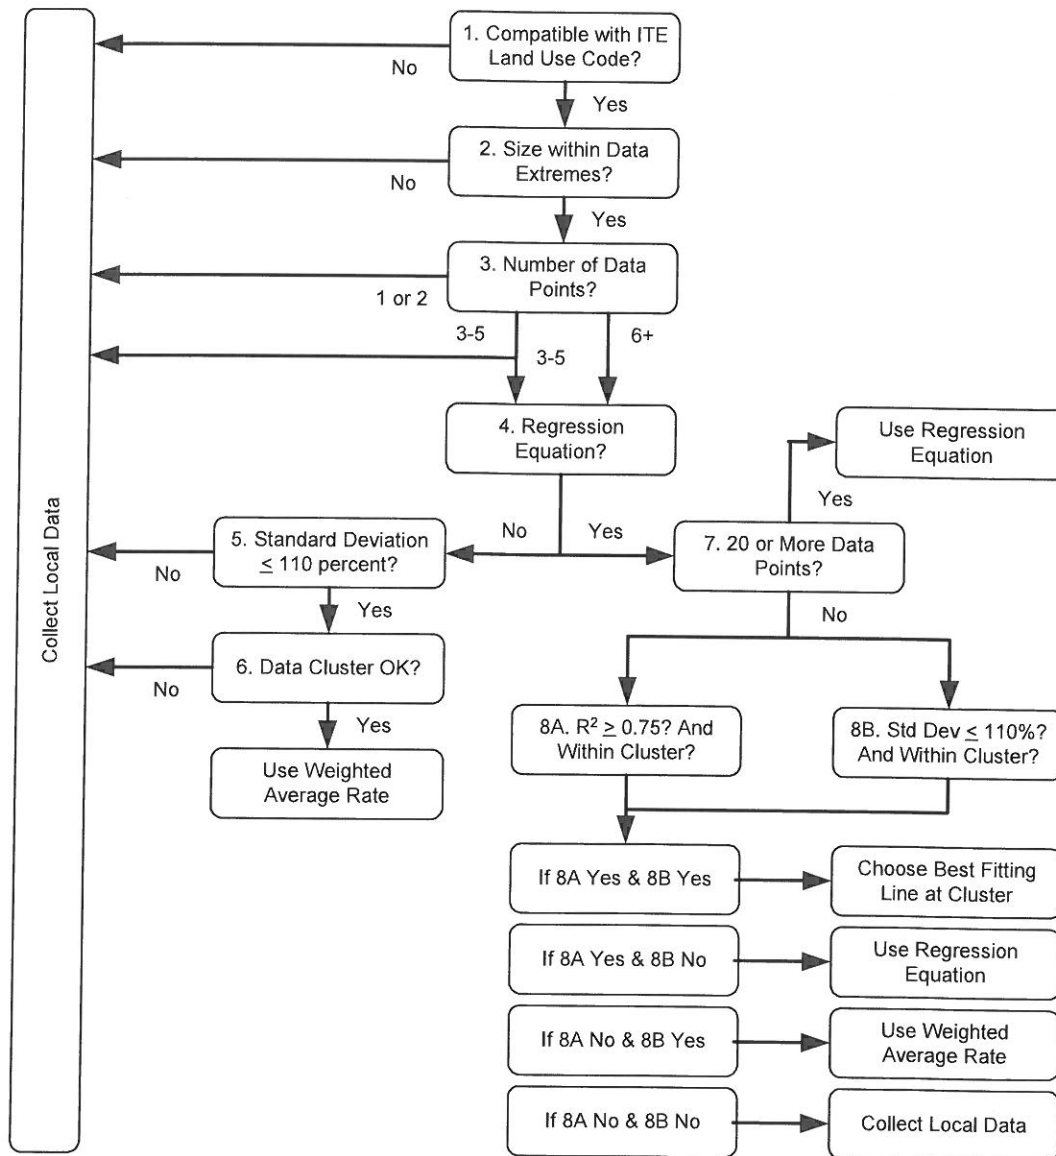 1. Compatible with ITE
Land Use Code?
No
Yes
2. Size within Data
Extremes?
No
Yes
3. Number of Data
Points?
1 or 2
3-5
3-5
6+
4. Regression
Equation?
Use Regression
Equation
Yes
No
Yes
5. Standard Deviation
≤ 110 percent?
No
Yes
7. 20 or More Data
Points?
No
6. Data Cluster OK?
No
Yes
Use Weighted
Average Rate
8A. R² ≥ 0.75? And
Within Cluster?
8B. Std Dev ≤ 110%?
And Within Cluster?
If 8A Yes & 8B Yes
Choose Best Fitting
Line at Cluster
If 8A Yes & 8B No
Use Regression
Equation
If 8A No & 8B Yes
Use Weighted
Average Rate
If 8A No & 8B No
Collect Local Data
Collect Local Data